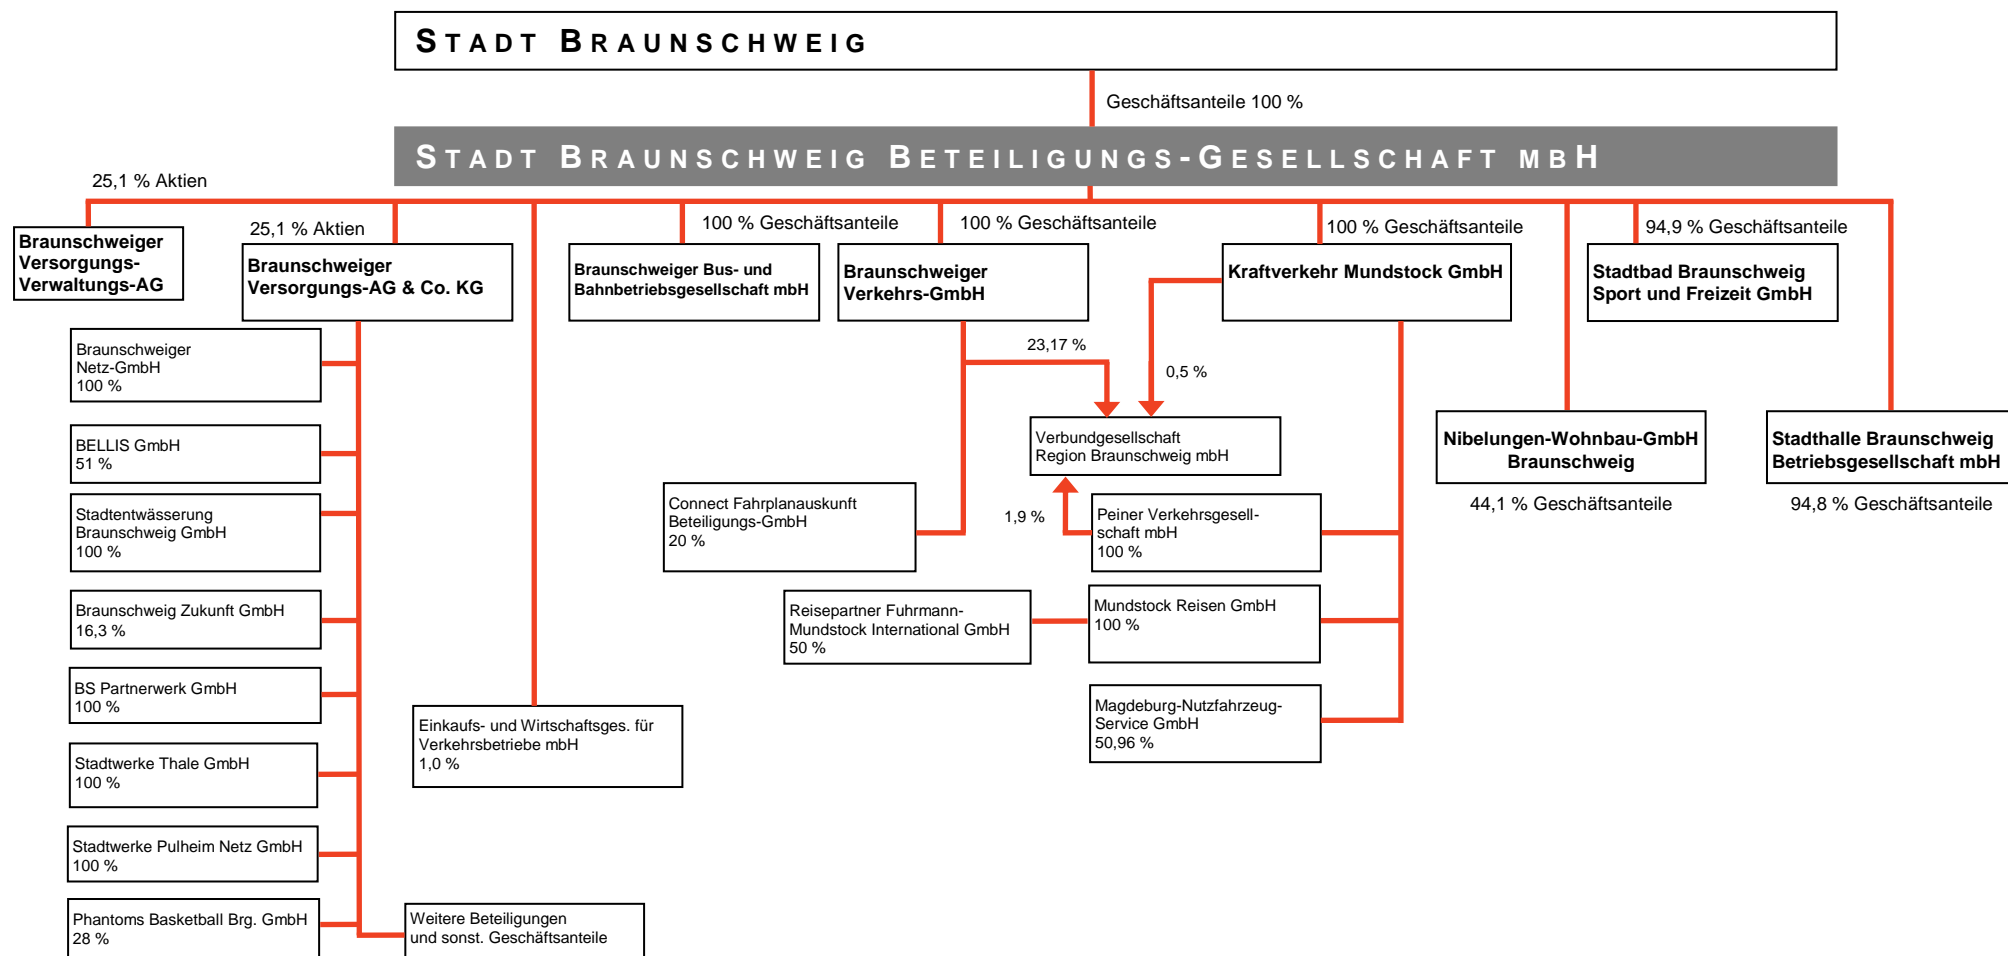 STADT BRAUNSCHWEIG
Geschäftsanteile 100 %
STADT BRAUNSCHWEIG BETEILIGUNGS-GESELLSCHAFT MBH
25,1 % Aktien
Braunschweiger
Versorgungs-
Verwaltungs-AG
25,1 % Aktien
Braunschweiger
Versorgungs-AG & Co. KG
100 % Geschäftsanteile
Braunschweiger Bus- und
Bahnbetriebsgesellschaft mbH
100 % Geschäftsanteile
Braunschweiger
Verkehrs-GmbH
100 % Geschäftsanteile
Kraftverkehr Mundstock GmbH
94,9 % Geschäftsanteile
Stadtbad Braunschweig
Sport und Freizeit GmbH
Braunschweiger
Netz-GmbH
100 %
BELLIS GmbH
51 %
Stadtentwässerung
Braunschweig GmbH
100 %
Braunschweig Zukunft GmbH
16,3 %
BS Partnerwerk GmbH
100 %
Stadtwerke Thale GmbH
100 %
Stadtwerke Pulheim Netz GmbH
100 %
Phantoms Basketball Brg. GmbH
28 %
Weitere Beteiligungen
und sonst. Geschäftsanteile
Einkaufs- und Wirtschaftsges. für
Verkehrsbetriebe mbH
1,0 %
23,17 %
0,5 %
Verbundgesellschaft
Region Braunschweig mbH
Connect Fahrplanauskunft
Beteiligungs-GmbH
20 %
1,9 %
Peiner Verkehrsgesell-
schaft mbH
100 %
Reisepartner Fuhrmann-
Mundstock International GmbH
50 %
Mundstock Reisen GmbH
100 %
Magdeburg-Nutzfahrzeug-
Service GmbH
50,96 %
Nibelungen-Wohnbau-GmbH
Braunschweig
44,1 % Geschäftsanteile
Stadthalle Braunschweig
Betriebsgesellschaft mbH
94,8 % Geschäftsanteile